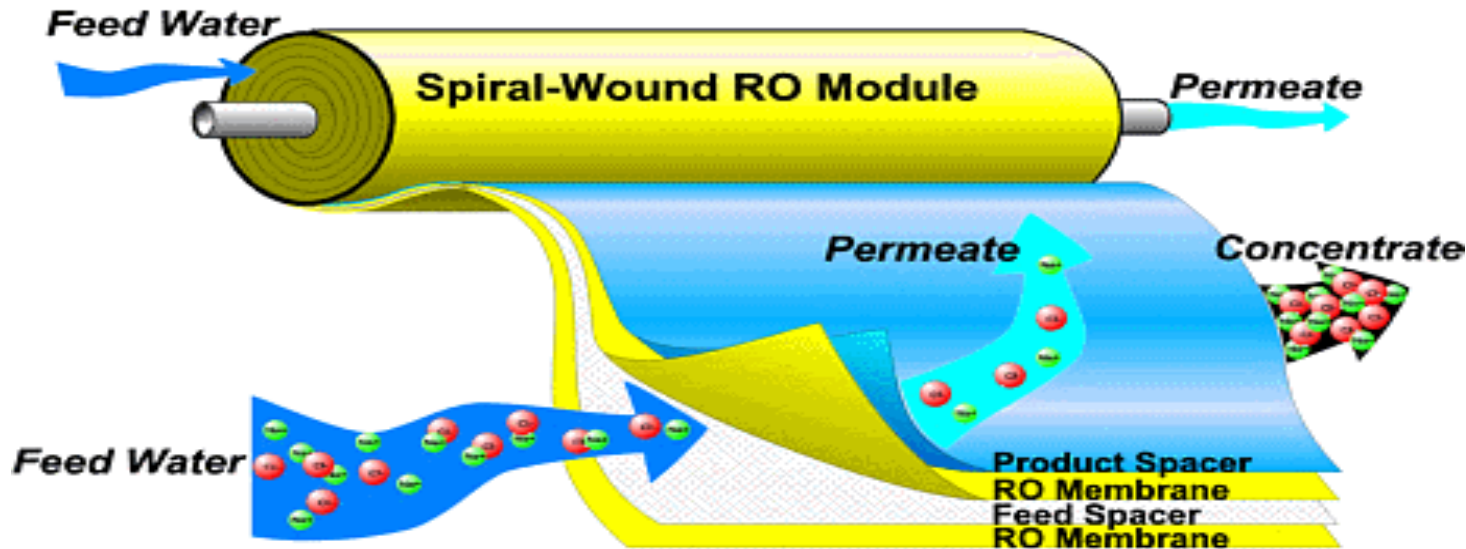 Feed Water
Spiral-Wound RO Module
Permeate
Permeate
Concentrate
Feed Water
Product Spacer
RO Membrane
Feed Spacer
RO Membrane